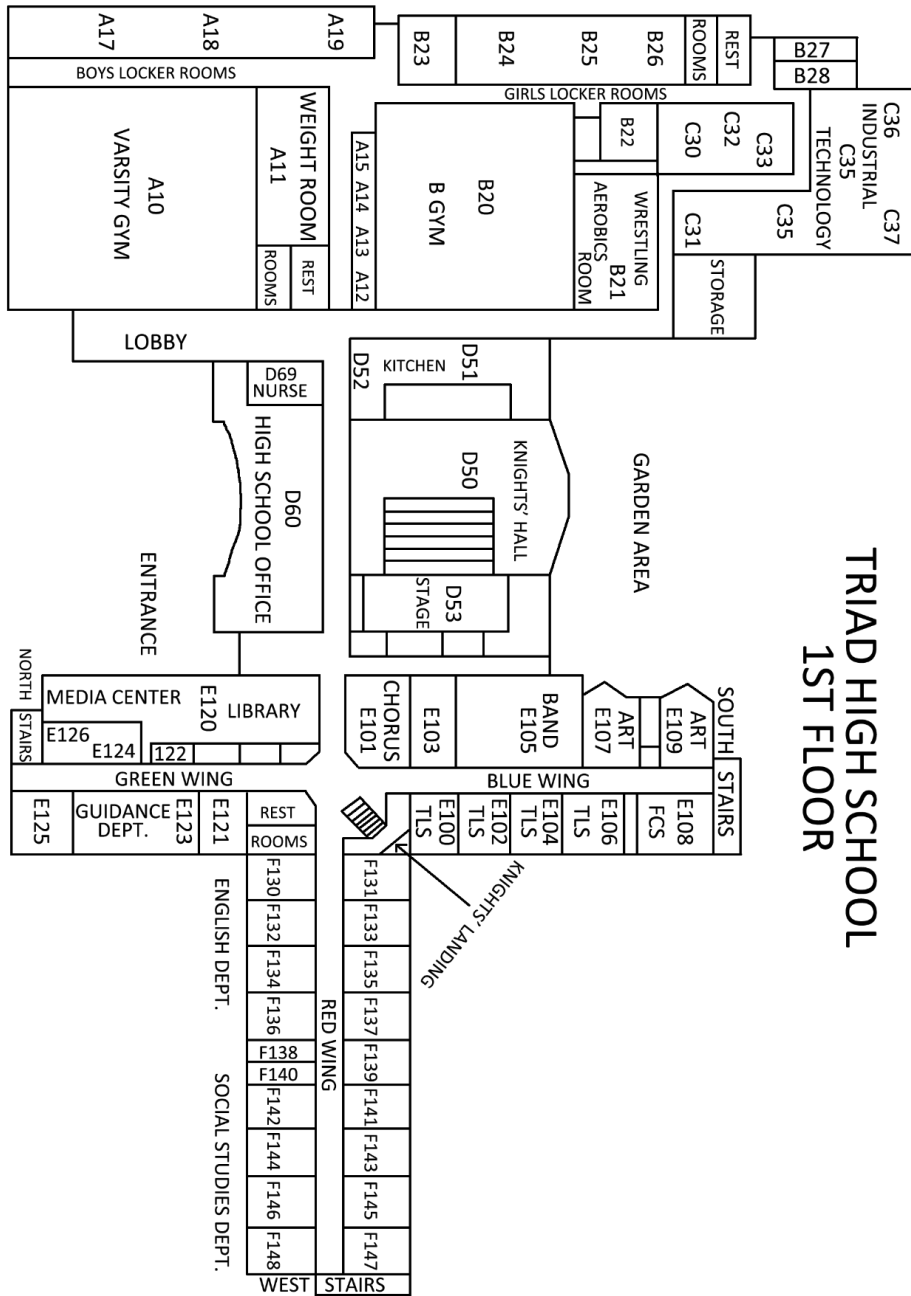 TRIAD HIGH SCHOOL
1ST FLOOR
A17
A18
A19
BOYS LOCKER ROOMS
B23
B24
B25
B26
ROOMS
REST
GIRLS LOCKER ROOMS
B27
B28
VARSITY GYM
A10
WEIGHT ROOM
A11
ROOMS
REST
A15
A14
A13
A12
B GYM
B20
B22
AEROBICS
ROOM
B21
WRESTLING
C30
C32
C33
C36
INDUSTRIAL
C35
TECHNOLOGY
C37
C35
C31
STORAGE
LOBBY
D69
NURSE
HIGH SCHOOL OFFICE
D60
ENTRANCE
D52
KITCHEN
D51
D50
KNIGHTS' HALL
STAGE
D53
GARDEN AREA
NORTH
STAIRS
MEDIA CENTER
E120
LIBRARY
E126
E124
122
GREEN WING
E125
GUIDANCE
DEPT.
E123
E121
REST
ROOMS
CHORUS
E101
E103
BAND
E105
ART
E107
ART
E109
SOUTH
STAIRS
BLUE WING
E100
TLS
E102
TLS
E104
TLS
E106
TLS
E108
FCS
KNIGHTS' LANDING
RED WING
F130
F132
F134
F136
F138
F140
F142
F144
F146
F148
F131
F133
F135
F137
F139
F141
F143
F145
F147
ENGLISH DEPT.
SOCIAL STUDIES DEPT.
WEST STAIRS